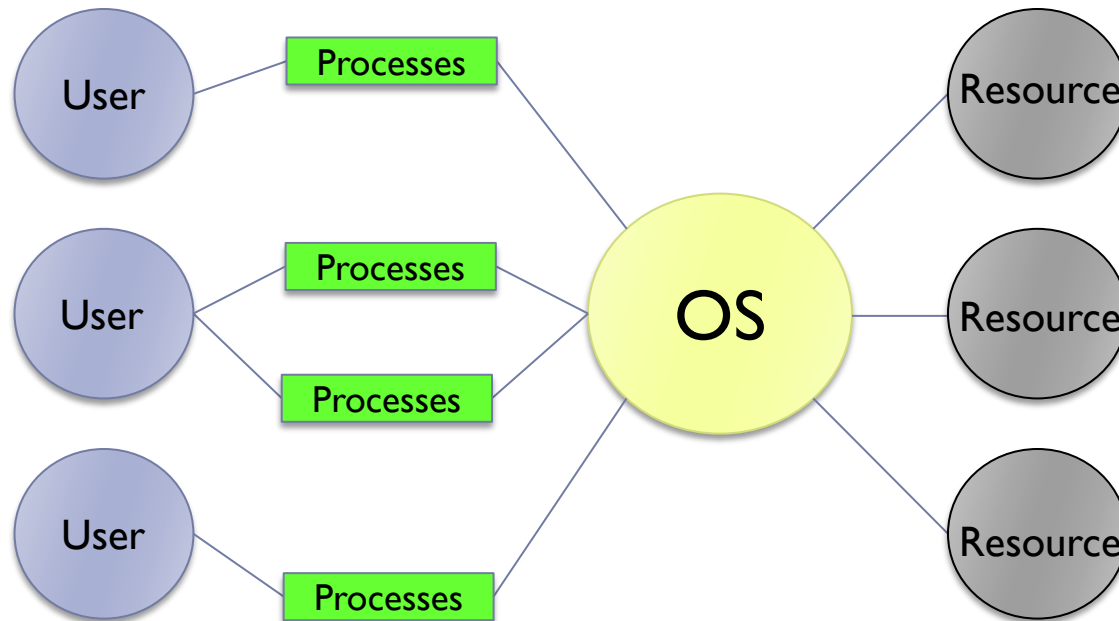 User
Processes
Resource
User
Processes
OS
Resource
Processes
User
Resource
Processes